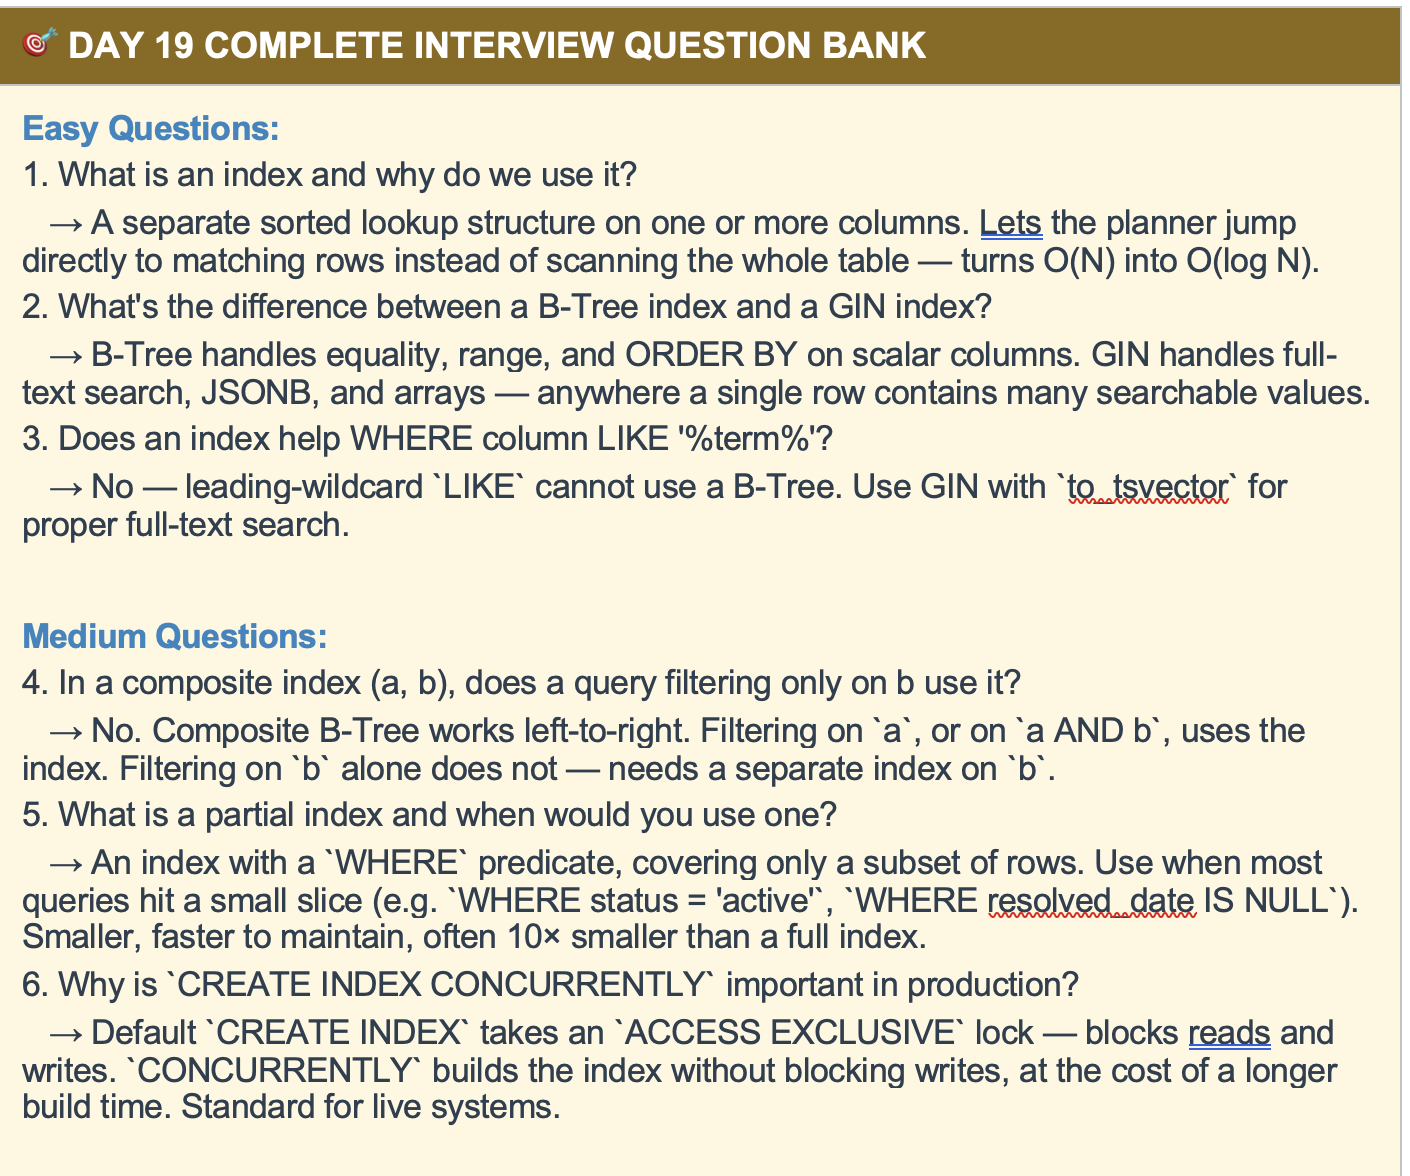 🎯 DAY 19 COMPLETE INTERVIEW QUESTION BANK
Easy Questions:
1. What is an index and why do we use it?
→ A separate sorted lookup structure on one or more columns. Lets the planner jump
directly to matching rows instead of scanning the whole table — turns O(N) into O(log N).
2. What's the difference between a B-Tree index and a GIN index?
→ B-Tree handles equality, range, and ORDER BY on scalar columns. GIN handles full-
text search, JSONB, and arrays — anywhere a single row contains many searchable values.
3. Does an index help WHERE column LIKE '%term%'?
→ No — leading-wildcard `LIKE` cannot use a B-Tree. Use GIN with `to_tsvector` for
proper full-text search.
Medium Questions:
4. In a composite index (a, b), does a query filtering only on b use it?
→ No. Composite B-Tree works left-to-right. Filtering on `a`, or on `a AND b`, uses the
index. Filtering on `b` alone does not — needs a separate index on `b`.
5. What is a partial index and when would you use one?
→ An index with a `WHERE` predicate, covering only a subset of rows. Use when most
queries hit a small slice (e.g. `WHERE status = 'active'`, `WHERE resolved_date IS NULL`).
Smaller, faster to maintain, often 10× smaller than a full index.
6. Why is `CREATE INDEX CONCURRENTLY` important in production?
→ Default `CREATE INDEX` takes an `ACCESS EXCLUSIVE` lock — blocks reads and
writes. `CONCURRENTLY` builds the index without blocking writes, at the cost of a longer
build time. Standard for live systems.